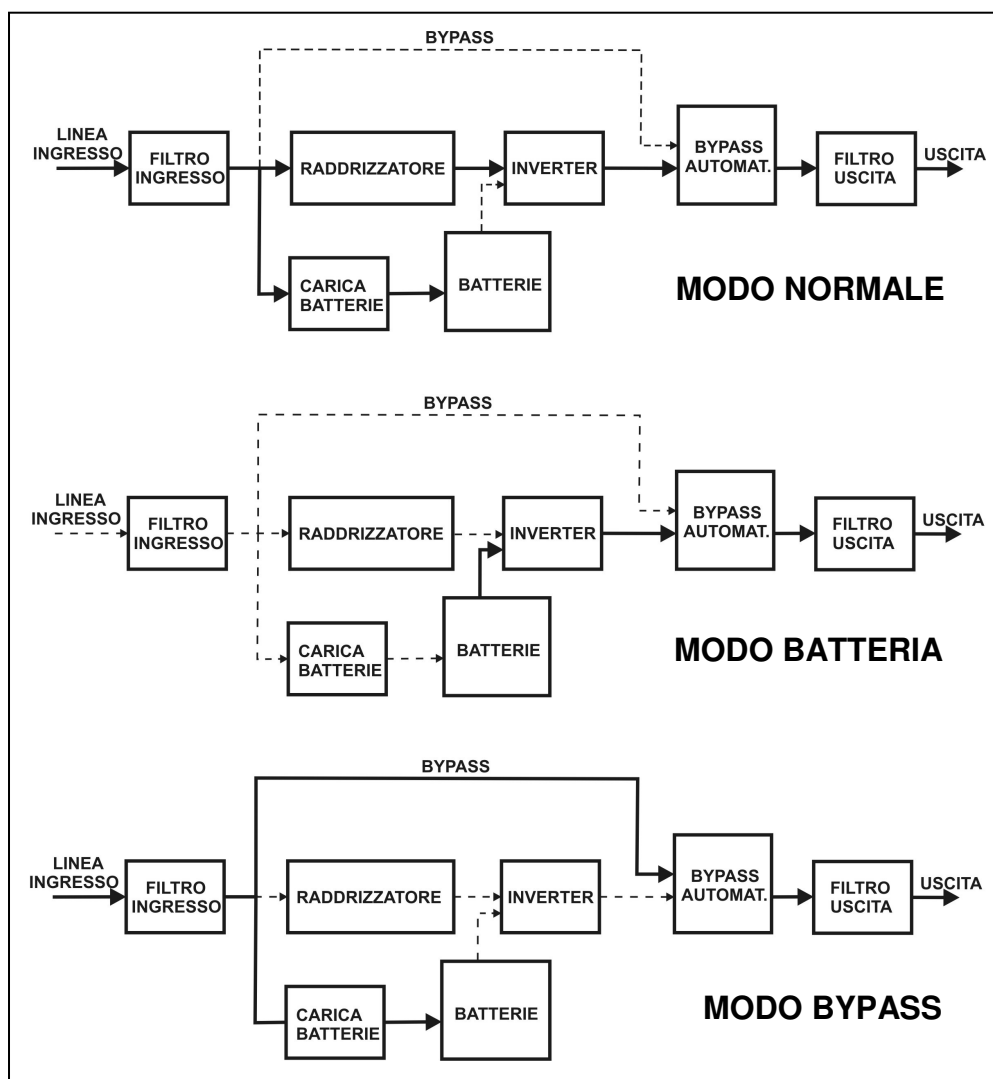 BYPASS
LINEA
INGRESSO
FILTRO
INGRESSO
RADDRIZZATORE
INVERTER
BYPASS
AUTOMAT.
FILTRO
USCITA
USCITA
CARICA
BATTERIE
BATTERIE
MODO NORMALE
BYPASS
LINEA
INGRESSO
FILTRO
INGRESSO
RADDRIZZATORE
INVERTER
BYPASS
AUTOMAT.
FILTRO
USCITA
USCITA
CARICA
BATTERIE
BATTERIE
MODO BATTERIA
BYPASS
LINEA
INGRESSO
FILTRO
INGRESSO
RADDRIZZATORE
INVERTER
BYPASS
AUTOMAT.
FILTRO
USCITA
USCITA
CARICA
BATTERIE
BATTERIE
MODO BYPASS